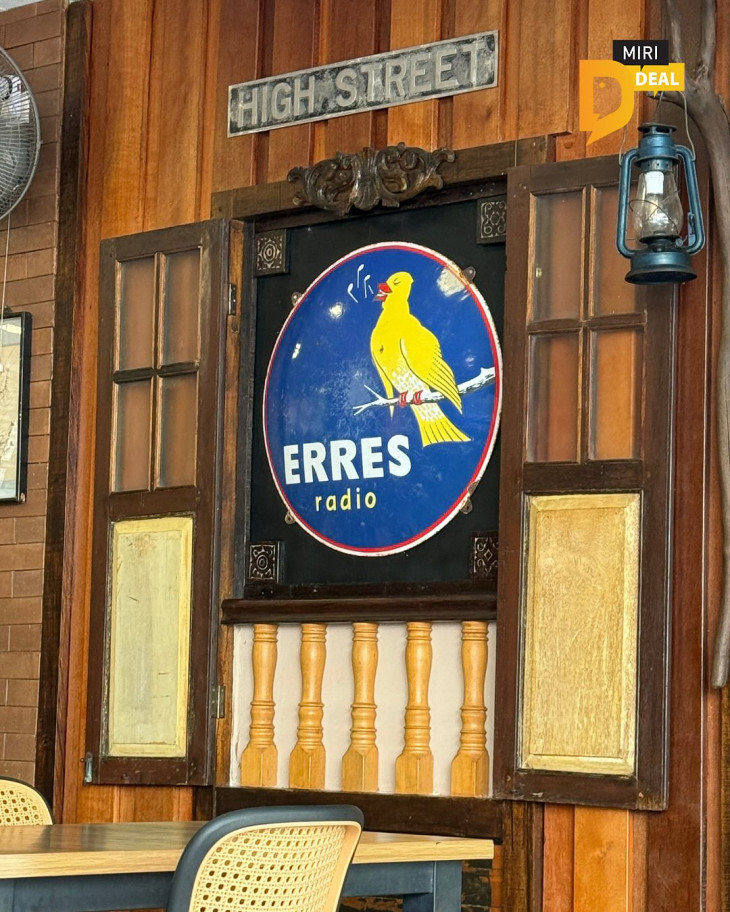 HIGH STREET
MIRI
DEAL
ERRES
radio